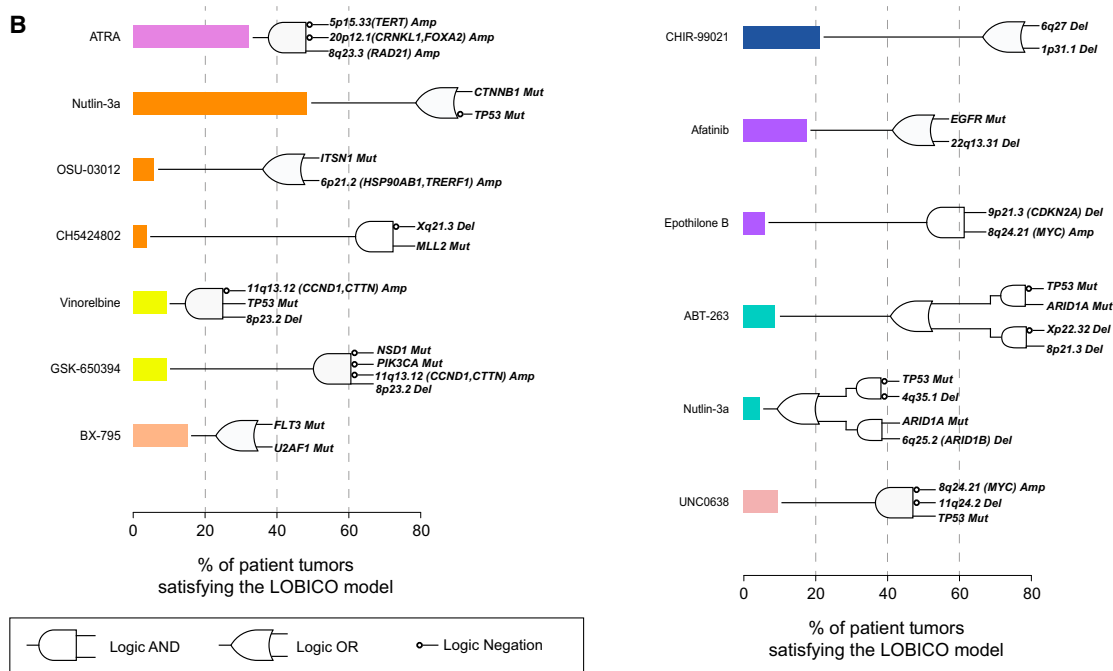 B
ATRA
5p15.33(TERT) Amp
20p12.1(CRNKL1,FOXA2) Amp
8q23.3 (RAD21) Amp
Nutlin-3a
CTNNB1 Mut
TP53 Mut
OSU-03012
ITSN1 Mut
6p21.2 (HSP90AB1,TRERF1) Amp
CH5424802
Xq21.3 Del
MLL2 Mut
Vinorelbine
11q13.12 (CCND1,CTTN) Amp
TP53 Mut
8p23.2 Del
GSK-650394
NSD1 Mut
PIK3CA Mut
11q13.12 (CCND1,CTTN) Amp
8p23.2 Del
BX-795
FLT3 Mut
U2AF1 Mut
0 20 40 60 80
% of patient tumors
satisfying the LOBICO model
Logic AND
Logic OR
Logic Negation
CHIR-99021
6q27 Del
1p31.1 Del
Afatinib
EGFR Mut
22q13.31 Del
Epothilone B
9p21.3 (CDKN2A) Del
8q24.21 (MYC) Amp
ABT-263
TP53 Mut
ARID1A Mut
Xp22.32 Del
8p21.3 Del
Nutlin-3a
TP53 Mut
4q35.1 Del
ARID1A Mut
6q25.2 (ARID1B) Del
UNC0638
8q24.21 (MYC) Amp
11q24.2 Del
TP53 Mut
0 20 40 60 80
% of patient tumors
satisfying the LOBICO model